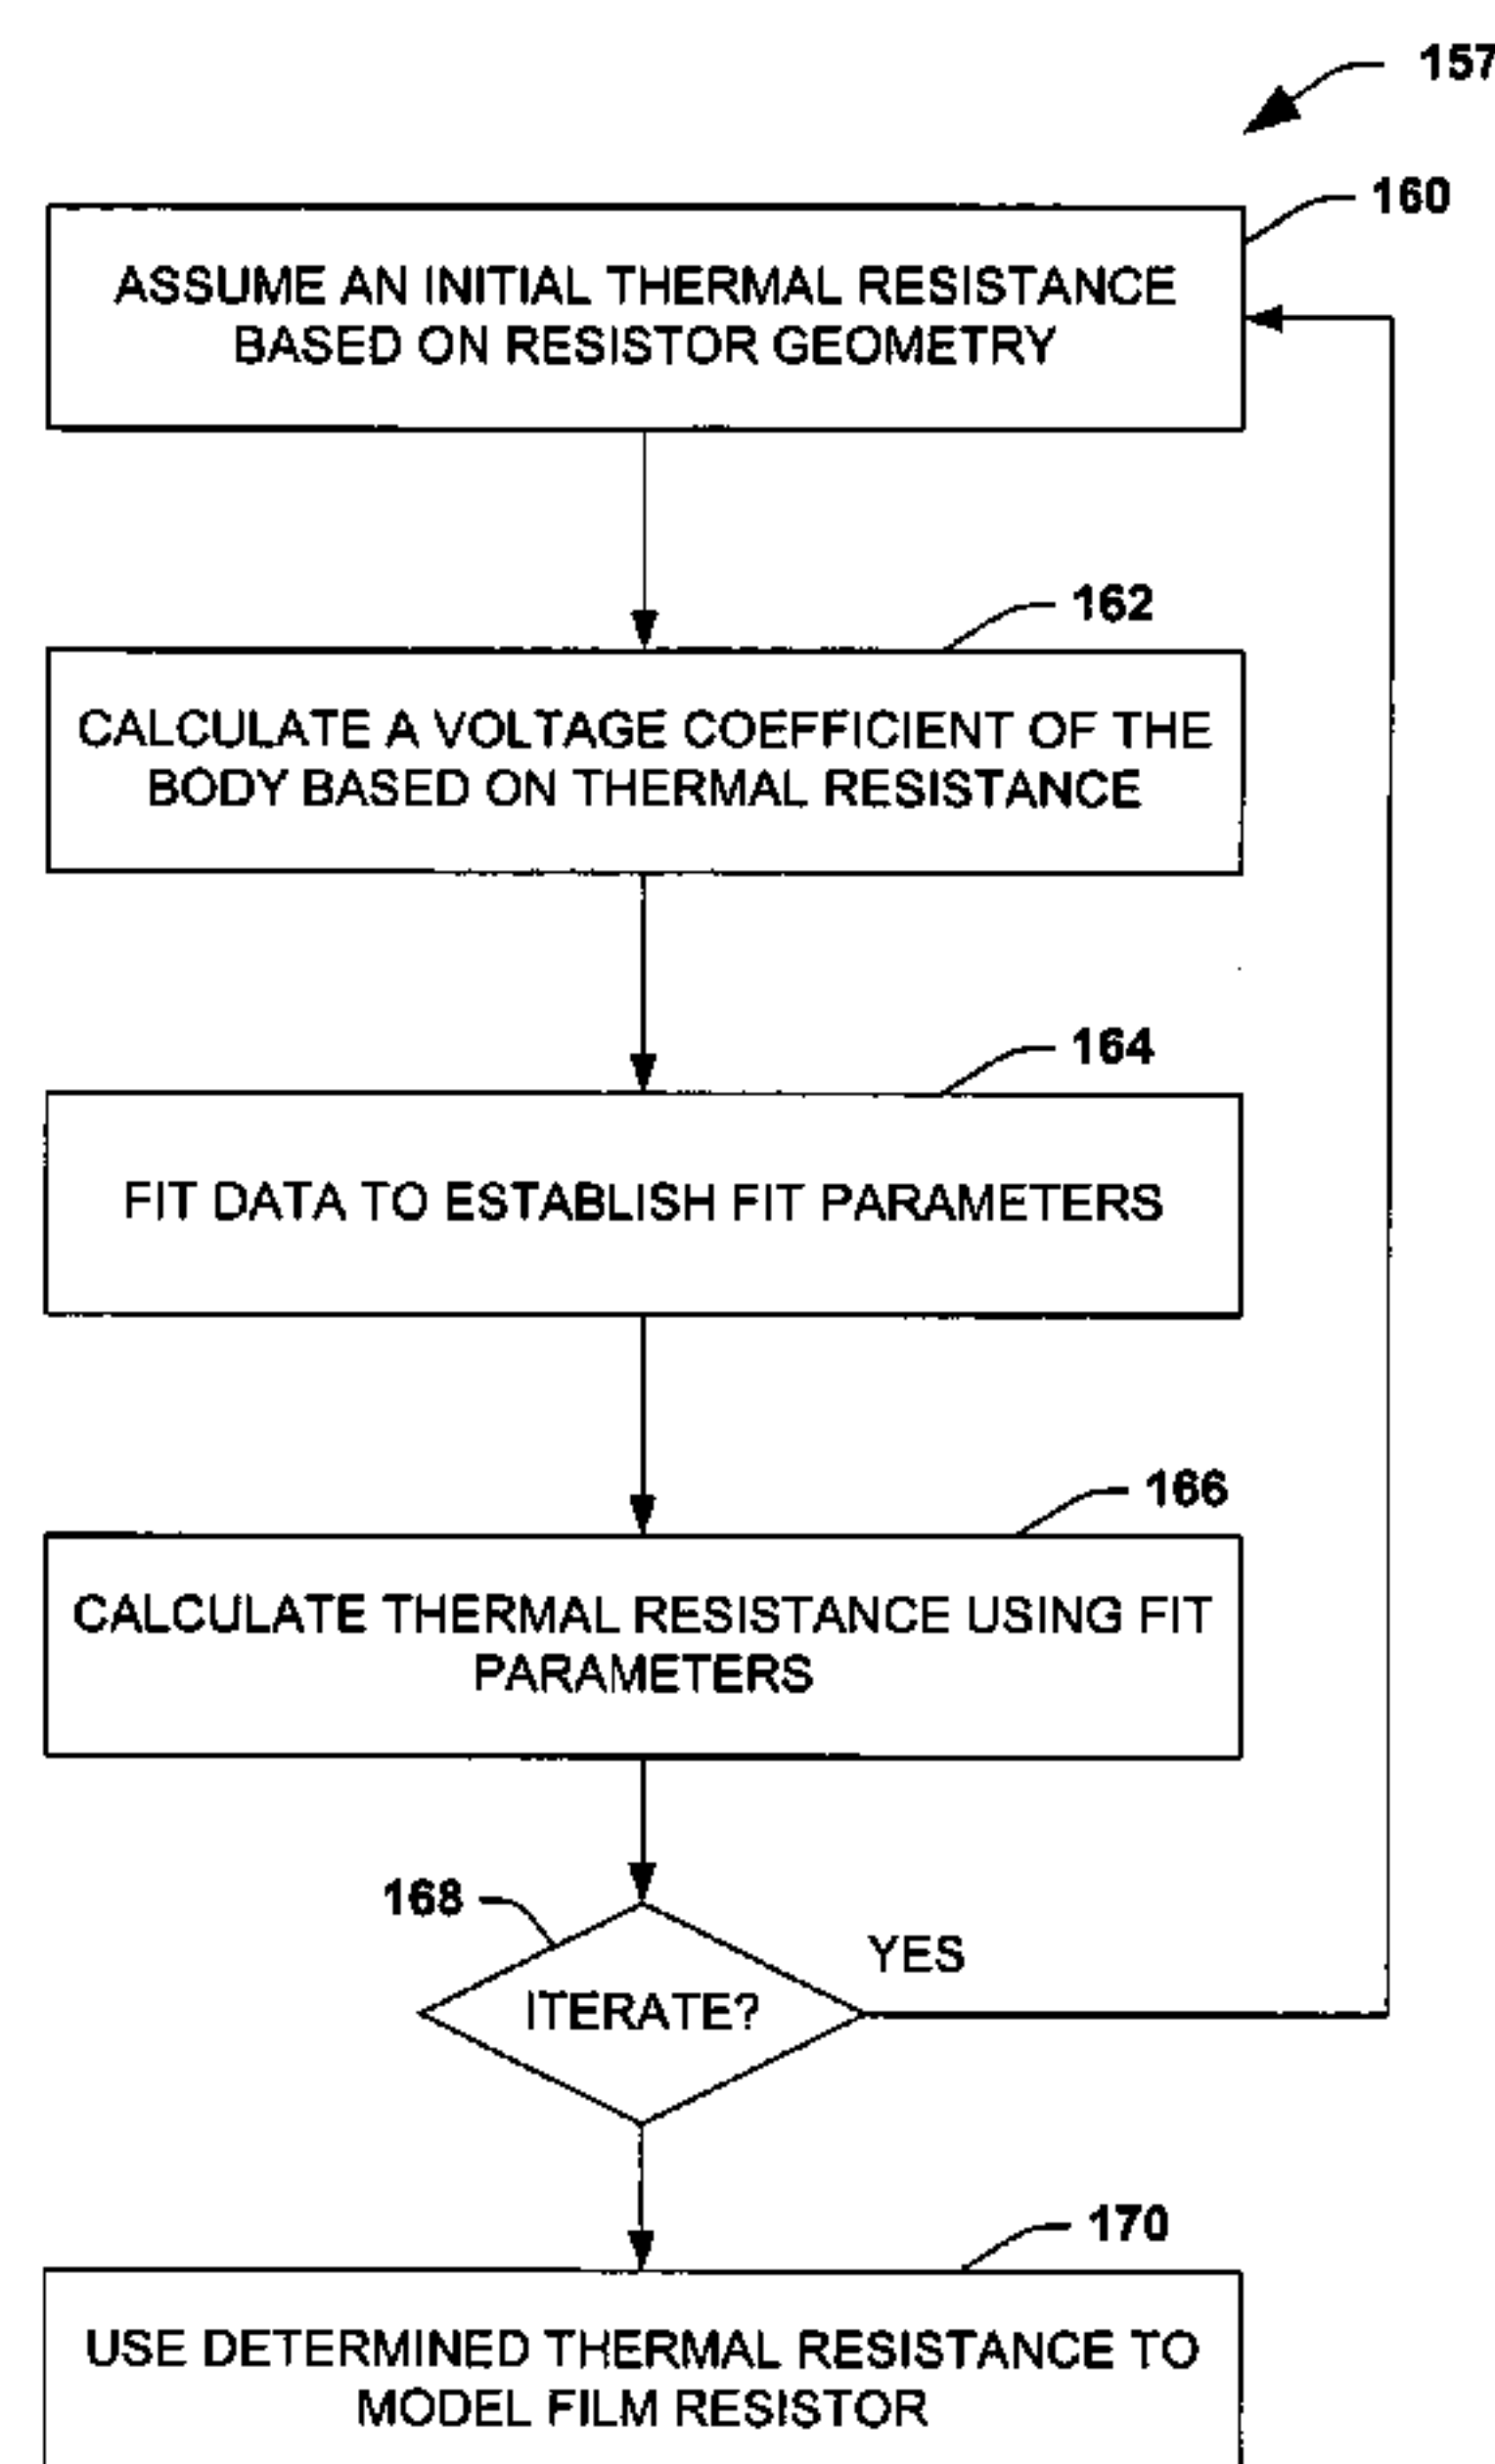 157
160
ASSUME AN INITIAL THERMAL RESISTANCE
BASED ON RESISTOR GEOMETRY
162
CALCULATE A VOLTAGE COEFFICIENT OF THE
BODY BASED ON THERMAL RESISTANCE
164
FIT DATA TO ESTABLISH FIT PARAMETERS
166
CALCULATE THERMAL RESISTANCE USING FIT
PARAMETERS
168
YES
ITERATE?
170
USE DETERMINED THERMAL RESISTANCE TO
MODEL FILM RESISTOR